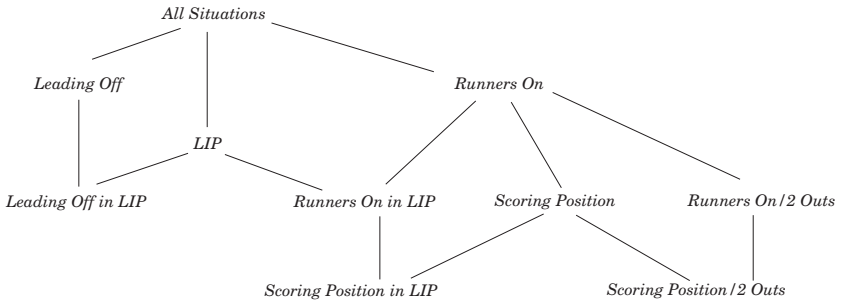 All Situations
Leading Off
Runners On
LIP
Leading Off in LIP
Runners On in LIP
Scoring Position
Runners On/2 Outs
Scoring Position in LIP
Scoring Position/2 Outs